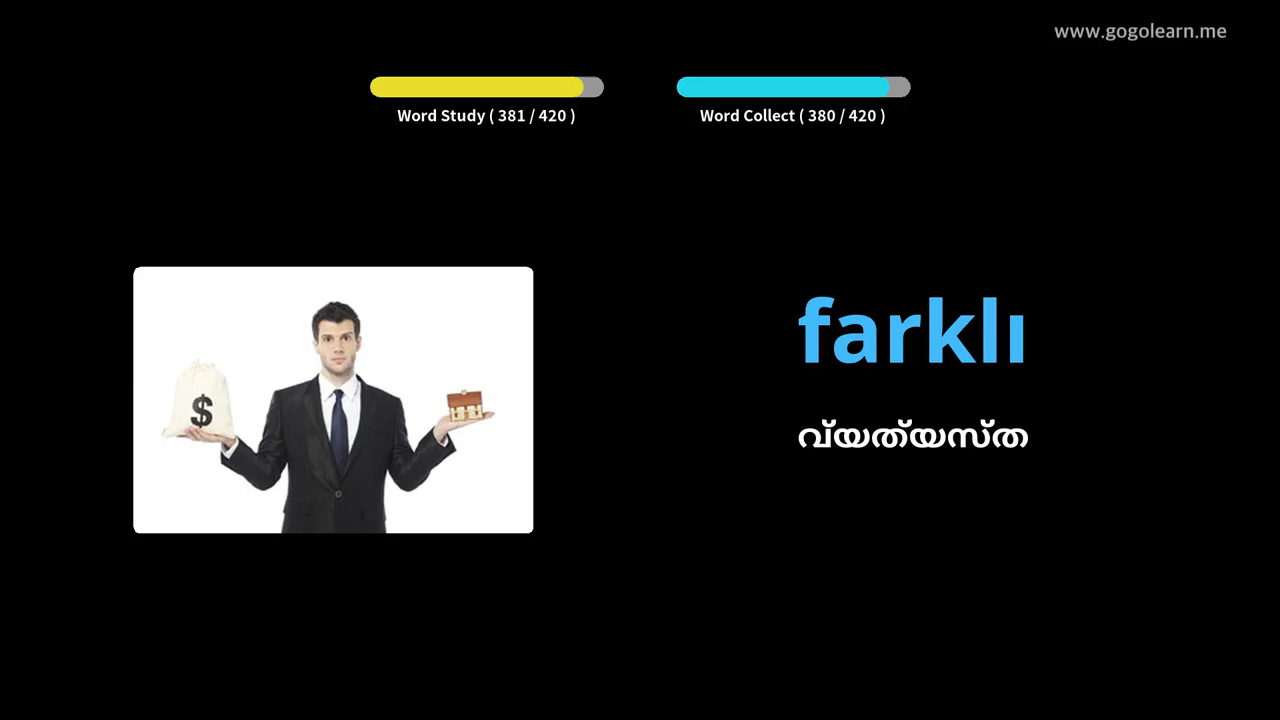 www.gogolearn.me
Word Study ( 381 / 420 )
Word Collect ( 380 / 420 )
$
farklı
വ്യത്യസ്ത